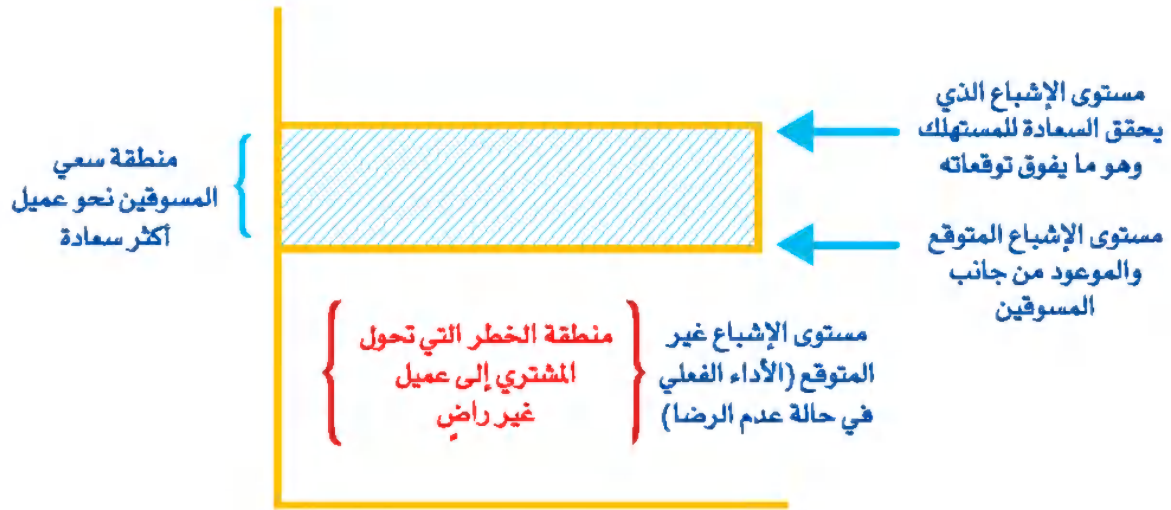 مستوى الإشباع الذي
يحقق السعادة للمستهلك
وهو ما يفوق توقعاته
منطقة سعي
المسوقين نحو عميل
أكثر سعادة
مستوى الإشباع المتوقع
والموعود من جانب
المسوقين
مستوى الإشباع غير
المتوقع (الأداء الفعلي
في حالة عدم الرضا)
منطقة الخطر التي تحول
المشتري إلى عميل
غير راضٍ